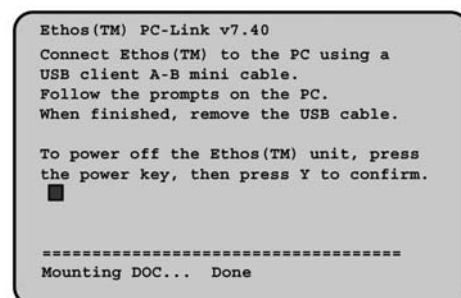 Ethos(TM) PC-Link v7.40
Connect Ethos(TM) to the PC using a
USB client A-B mini cable.
Follow the prompts on the PC.
When finished, remove the USB cable.
To power off the Ethos(TM) unit, press
the power key, then press Y to confirm.
====================================
Mounting DOC... Done